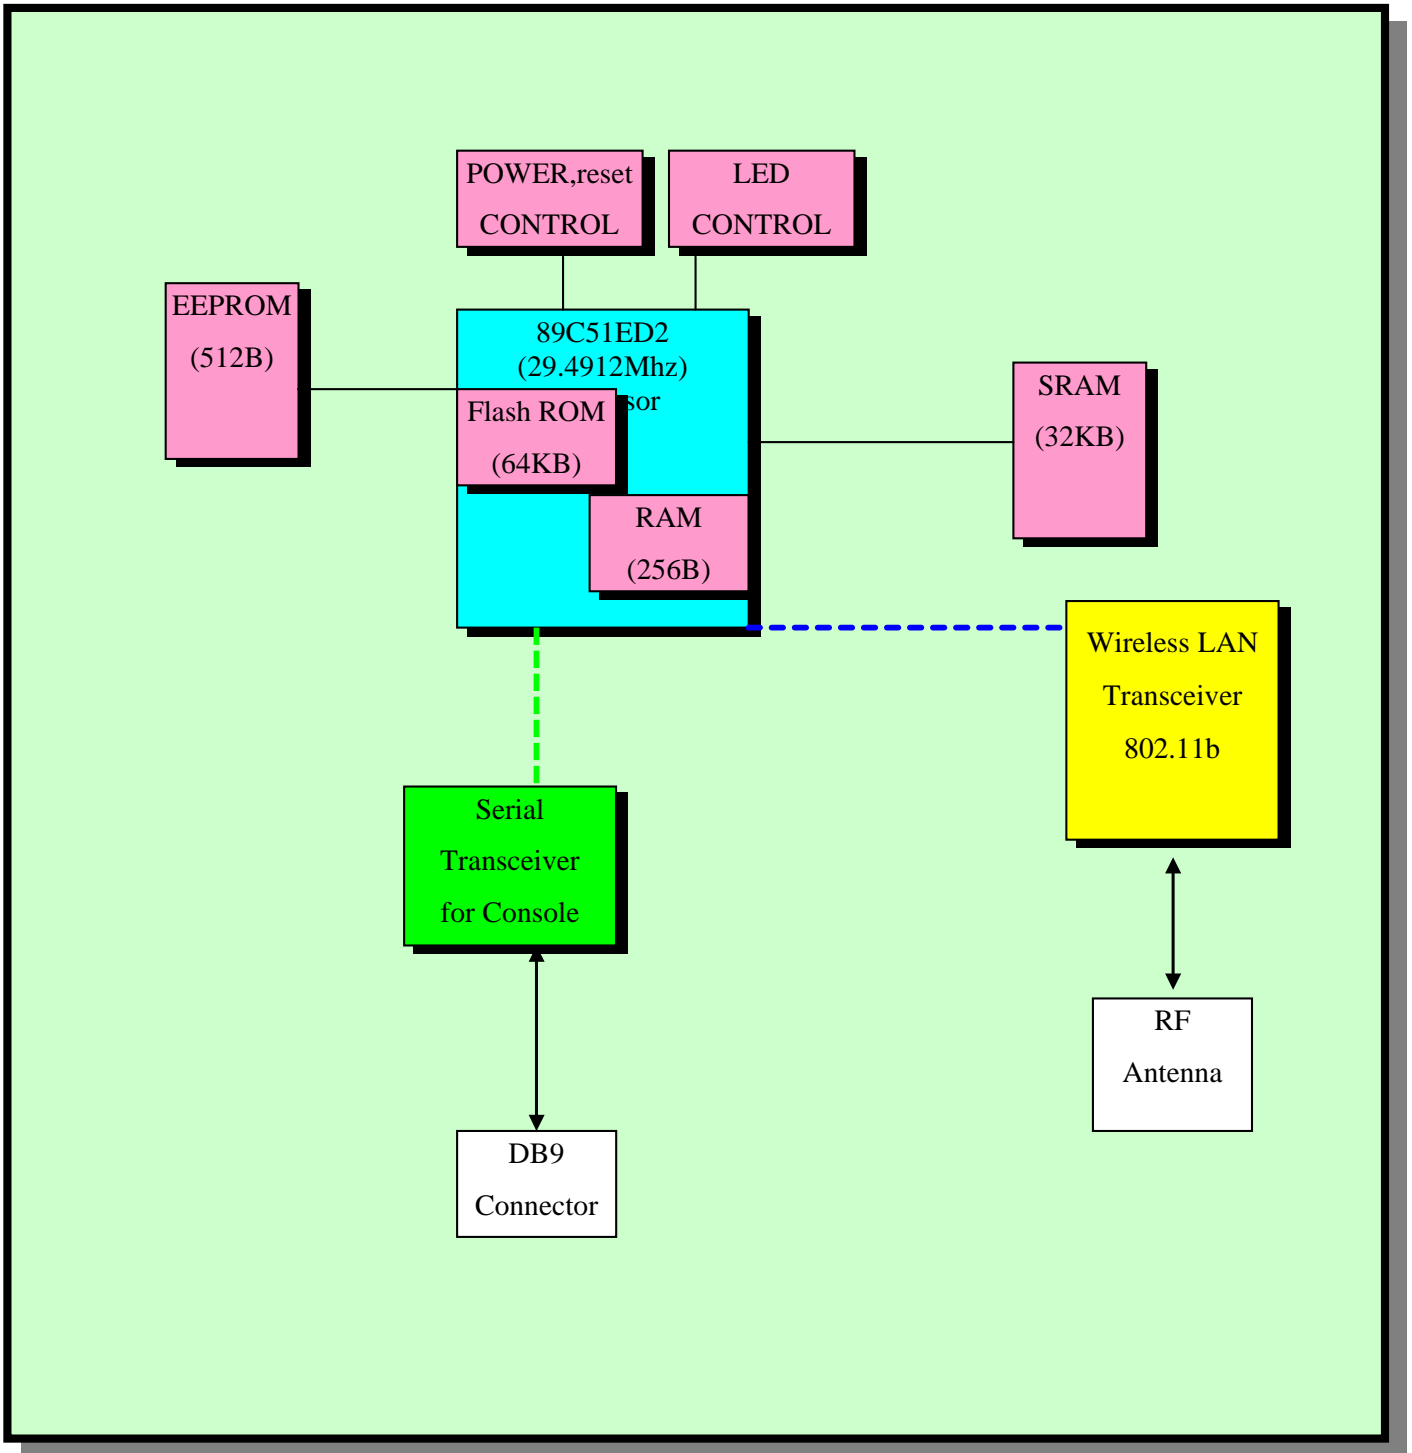 POWER,reset
CONTROL
LED
CONTROL
EEPROM
(512B)
89C51ED2
(29.4912Mhz)
sor
Flash ROM
(64KB)
RAM
(256B)
SRAM
(32KB)
Wireless LAN
Transceiver
802.11b
Serial
Transceiver
for Console
RF
Antenna
DB9
Connector